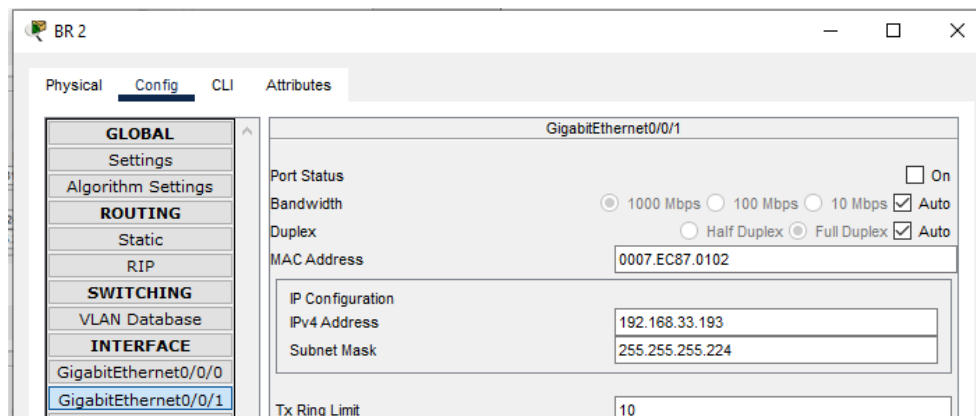 BR 2
Physical Config CLI Attributes
GLOBAL
Settings
Algorithm Settings
ROUTING
Static
RIP
SWITCHING
VLAN Database
INTERFACE
GigabitEthernet0/0/0
GigabitEthernet0/0/1
GigabitEthernet0/0/1
Port Status On
Bandwidth 1000 Mbps 100 Mbps 10 Mbps Auto
Duplex Half Duplex Full Duplex Auto
MAC Address 0007.EC87.0102
IP Configuration
IPv4 Address 192.168.33.193
Subnet Mask 255.255.255.224
Tx Ring Limit 10